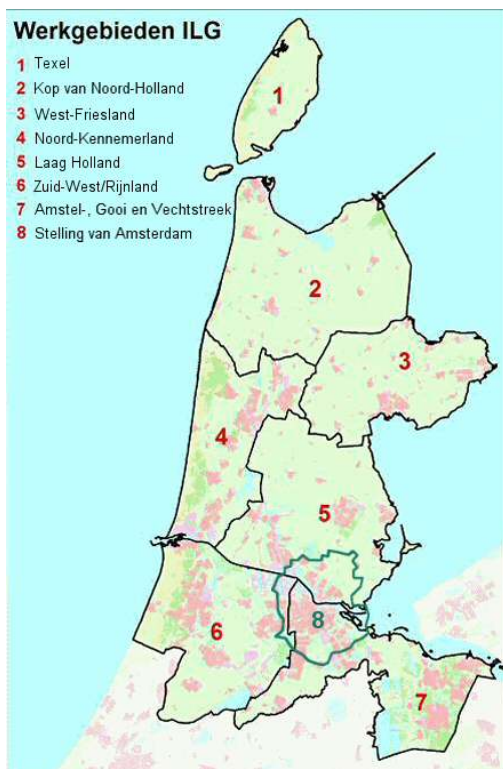 Werkgebieden ILG
1 Texel
2 Kop van Noord-Holland
3 West-Friesland
4 Noord-Kennemerland
5 Laag Holland
6 Zuid-West/Rijnland
7 Amstel-, Gooi en Vechtstreek
8 Stelling van Amsterdam
1
2
3
4
5
6
8
7